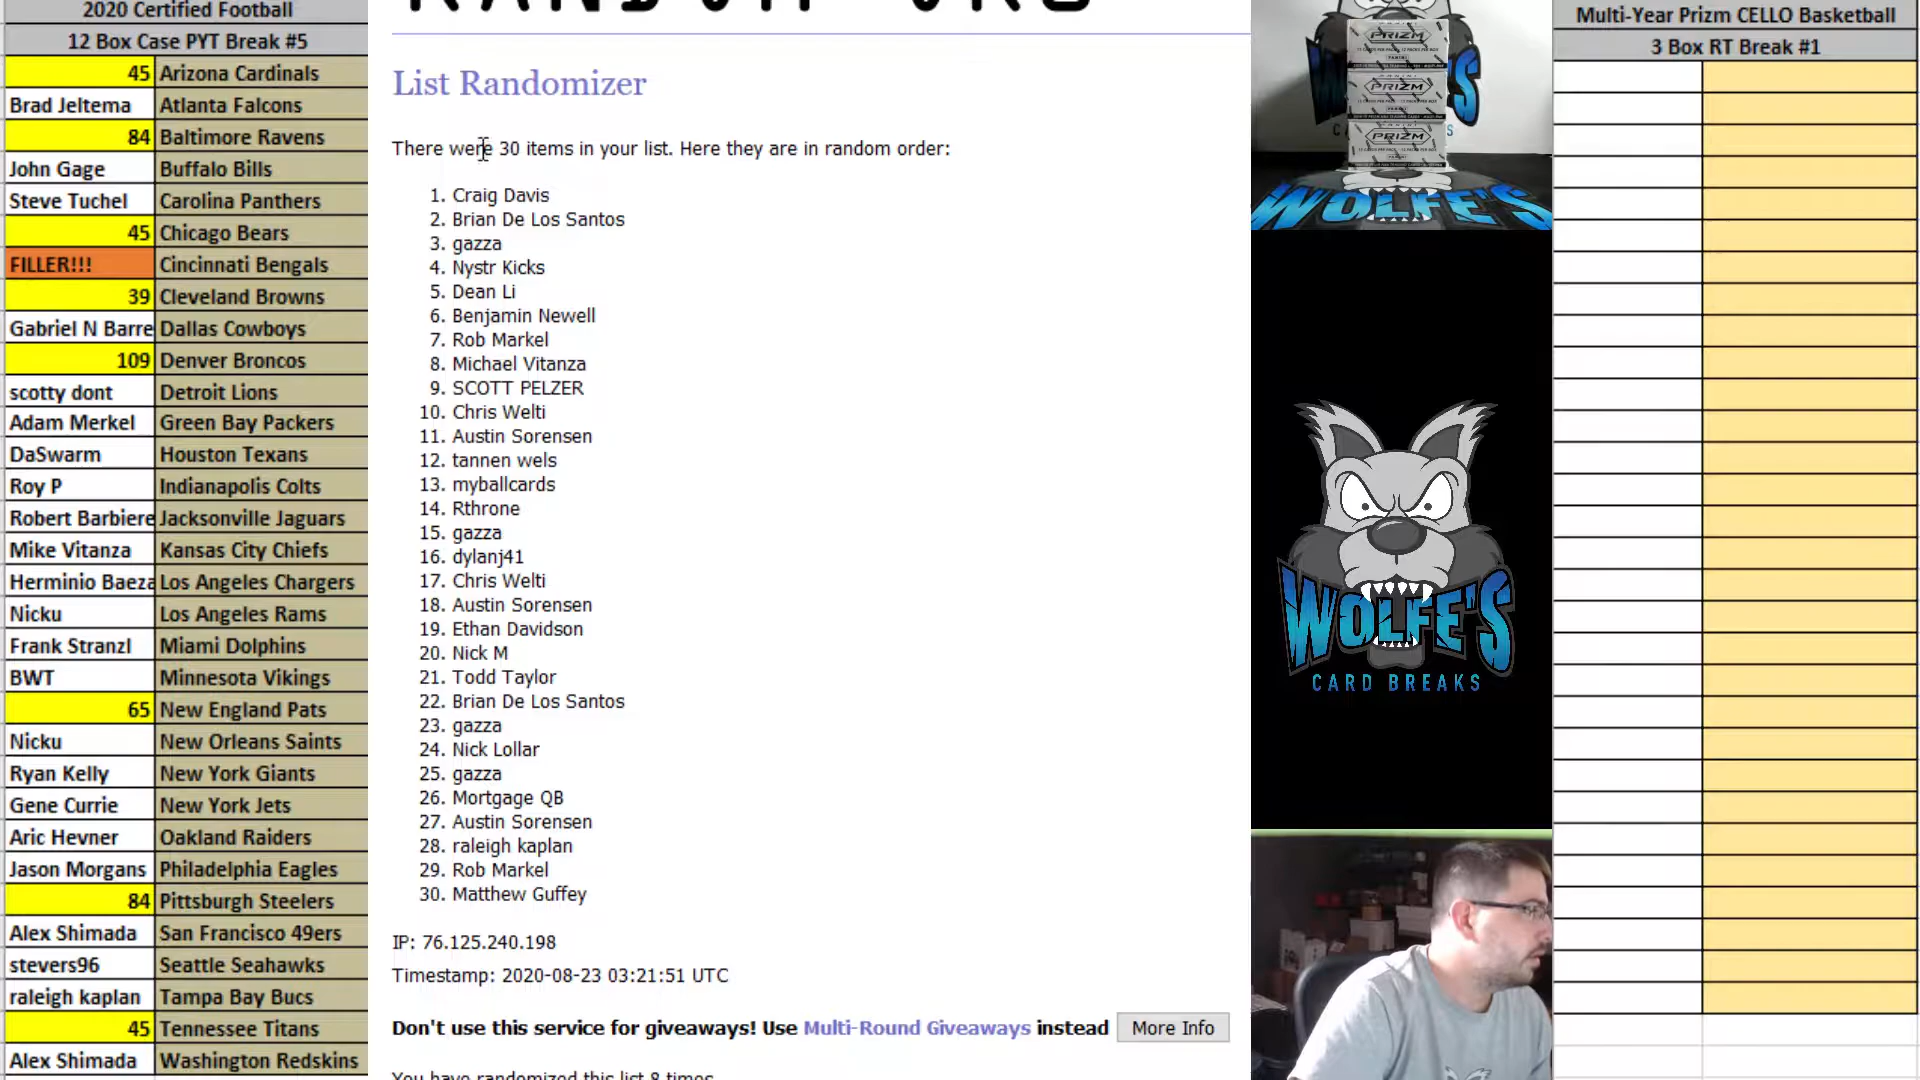 2020 Certified Football
12 Box Case PYT Break #5
45 Arizona Cardinals
Brad Jeltema Atlanta Falcons
84 Baltimore Ravens
John Gage Buffalo Bills
Steve Tuchel Carolina Panthers
45 Chicago Bears
FILLER!!! Cincinnati Bengals
39 Cleveland Browns
Gabriel N Barre Dallas Cowboys
109 Denver Broncos
scotty dont Detroit Lions
Adam Merkel Green Bay Packers
DaSwarm Houston Texans
Roy P Indianapolis Colts
Robert Barbiere Jacksonville Jaguars
Mike Vitanza Kansas City Chiefs
Herminio Baeza Los Angeles Chargers
Nicku Los Angeles Rams
Frank Stranzl Miami Dolphins
BWT Minnesota Vikings
65 New England Pats
Nicku New Orleans Saints
Ryan Kelly New York Giants
Gene Currie New York Jets
Aric Hevner Oakland Raiders
Jason Morgans Philadelphia Eagles
84 Pittsburgh Steelers
Alex Shimada San Francisco 49ers
stevers96 Seattle Seahawks
raleigh kaplan Tampa Bay Bucs
45 Tennessee Titans
Alex Shimada Washington Redskins
RANDOM.ORG
List Randomizer
There were 30 items in your list. Here they are in random order:
1. Craig Davis
2. Brian De Los Santos
3. gazza
4. Nystr Kicks
5. Dean Li
6. Benjamin Newell
7. Rob Markel
8. Michael Vitanza
9. SCOTT PELZER
10. Chris Welti
11. Austin Sorensen
12. tannen wels
13. myballcards
14. Rthrone
15. gazza
16. dylanj41
17. Chris Welti
18. Austin Sorensen
19. Ethan Davidson
20. Nick M
21. Todd Taylor
22. Brian De Los Santos
23. gazza
24. Nick Lollar
25. gazza
26. Mortgage QB
27. Austin Sorensen
28. raleigh kaplan
29. Rob Markel
30. Matthew Guffey
IP: 76.125.240.198
Timestamp: 2020-08-23 03:21:51 UTC
Don't use this service for giveaways! Use Multi-Round Giveaways instead More Info
You have randomized this list 8 times
PRIZM
PRIZM
PRIZM
WOLFE'S
WOLFE'S
CARD BREAKS
Multi-Year Prizm CELLO Basketball
3 Box RT Break #1